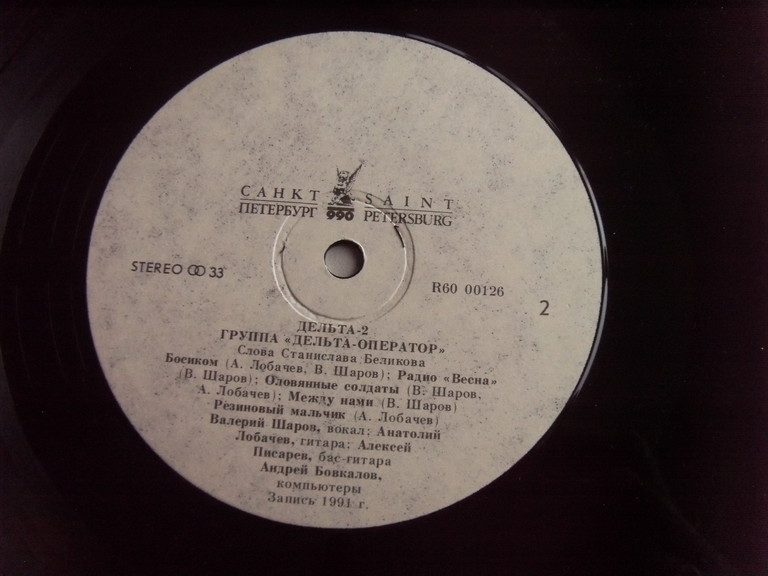 САНКТ SAINT
ПЕТЕРБУРГ 990 PETERSBURG
STEREO 33
R60 00126
2
ДЕЛЬТА-2
ГРУППА «ДЕЛЬТА-ОПЕРАТОР»
Слова Станислава Беликова
Босиком (А. Лобачев, В. Шаров); Радио «Весна»
(В. Шаров); Оловянные солдаты (В. Шаров,
А. Лобачев); Между нами (В. Шаров)
Резиновый мальчик (А. Лобачев)
Валерий Шаров, вокал; Анатолий
Лобачев, гитара; Алексей
Писарев, бас-гитара
Андрей Бовкалов,
компьютеры
Запись 1991 г.